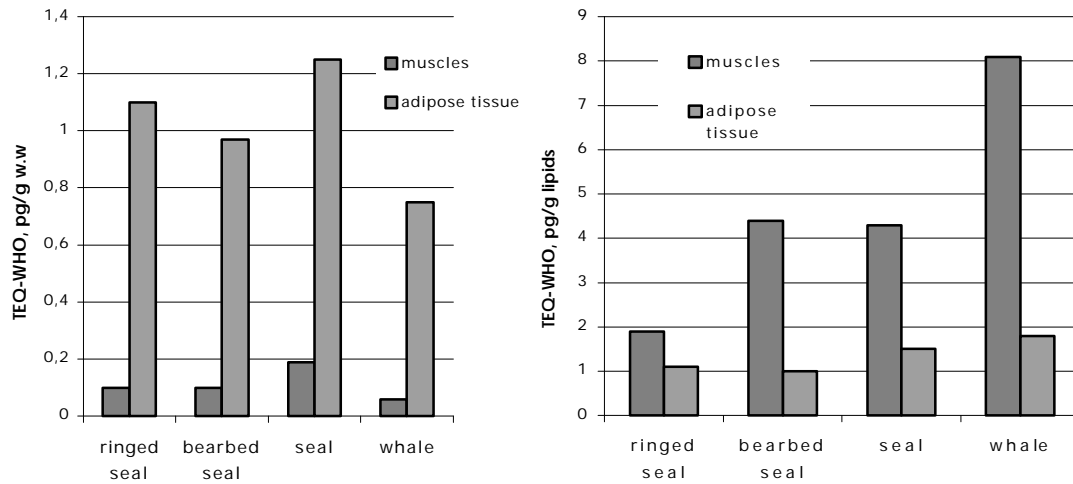 TEQ-WHO, pg/g w.w
1,4
1,2
1
0,8
0,6
0,4
0,2
0
muscles
adipose tissue
ringed seal
bearbed seal
seal
whale
TEQ-WHO, pg/g lipids
9
8
7
6
5
4
3
2
1
0
muscles
adipose
tissue
ringed
seal
bearbed
seal
seal
whale